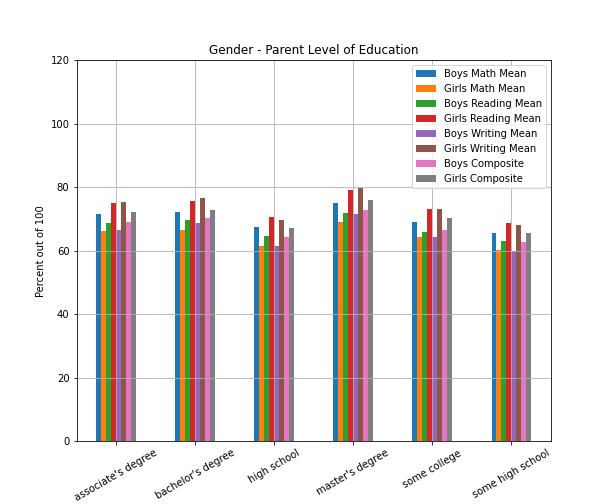 Gender - Parent Level of Education
120
100
80
60
40
20
0
Percent out of 100
Boys Math Mean
Girls Math Mean
Boys Reading Mean
Girls Reading Mean
Boys Writing Mean
Girls Writing Mean
Boys Composite
Girls Composite
associate's degree
bachelor's degree
high school
master's degree
some college
some high school